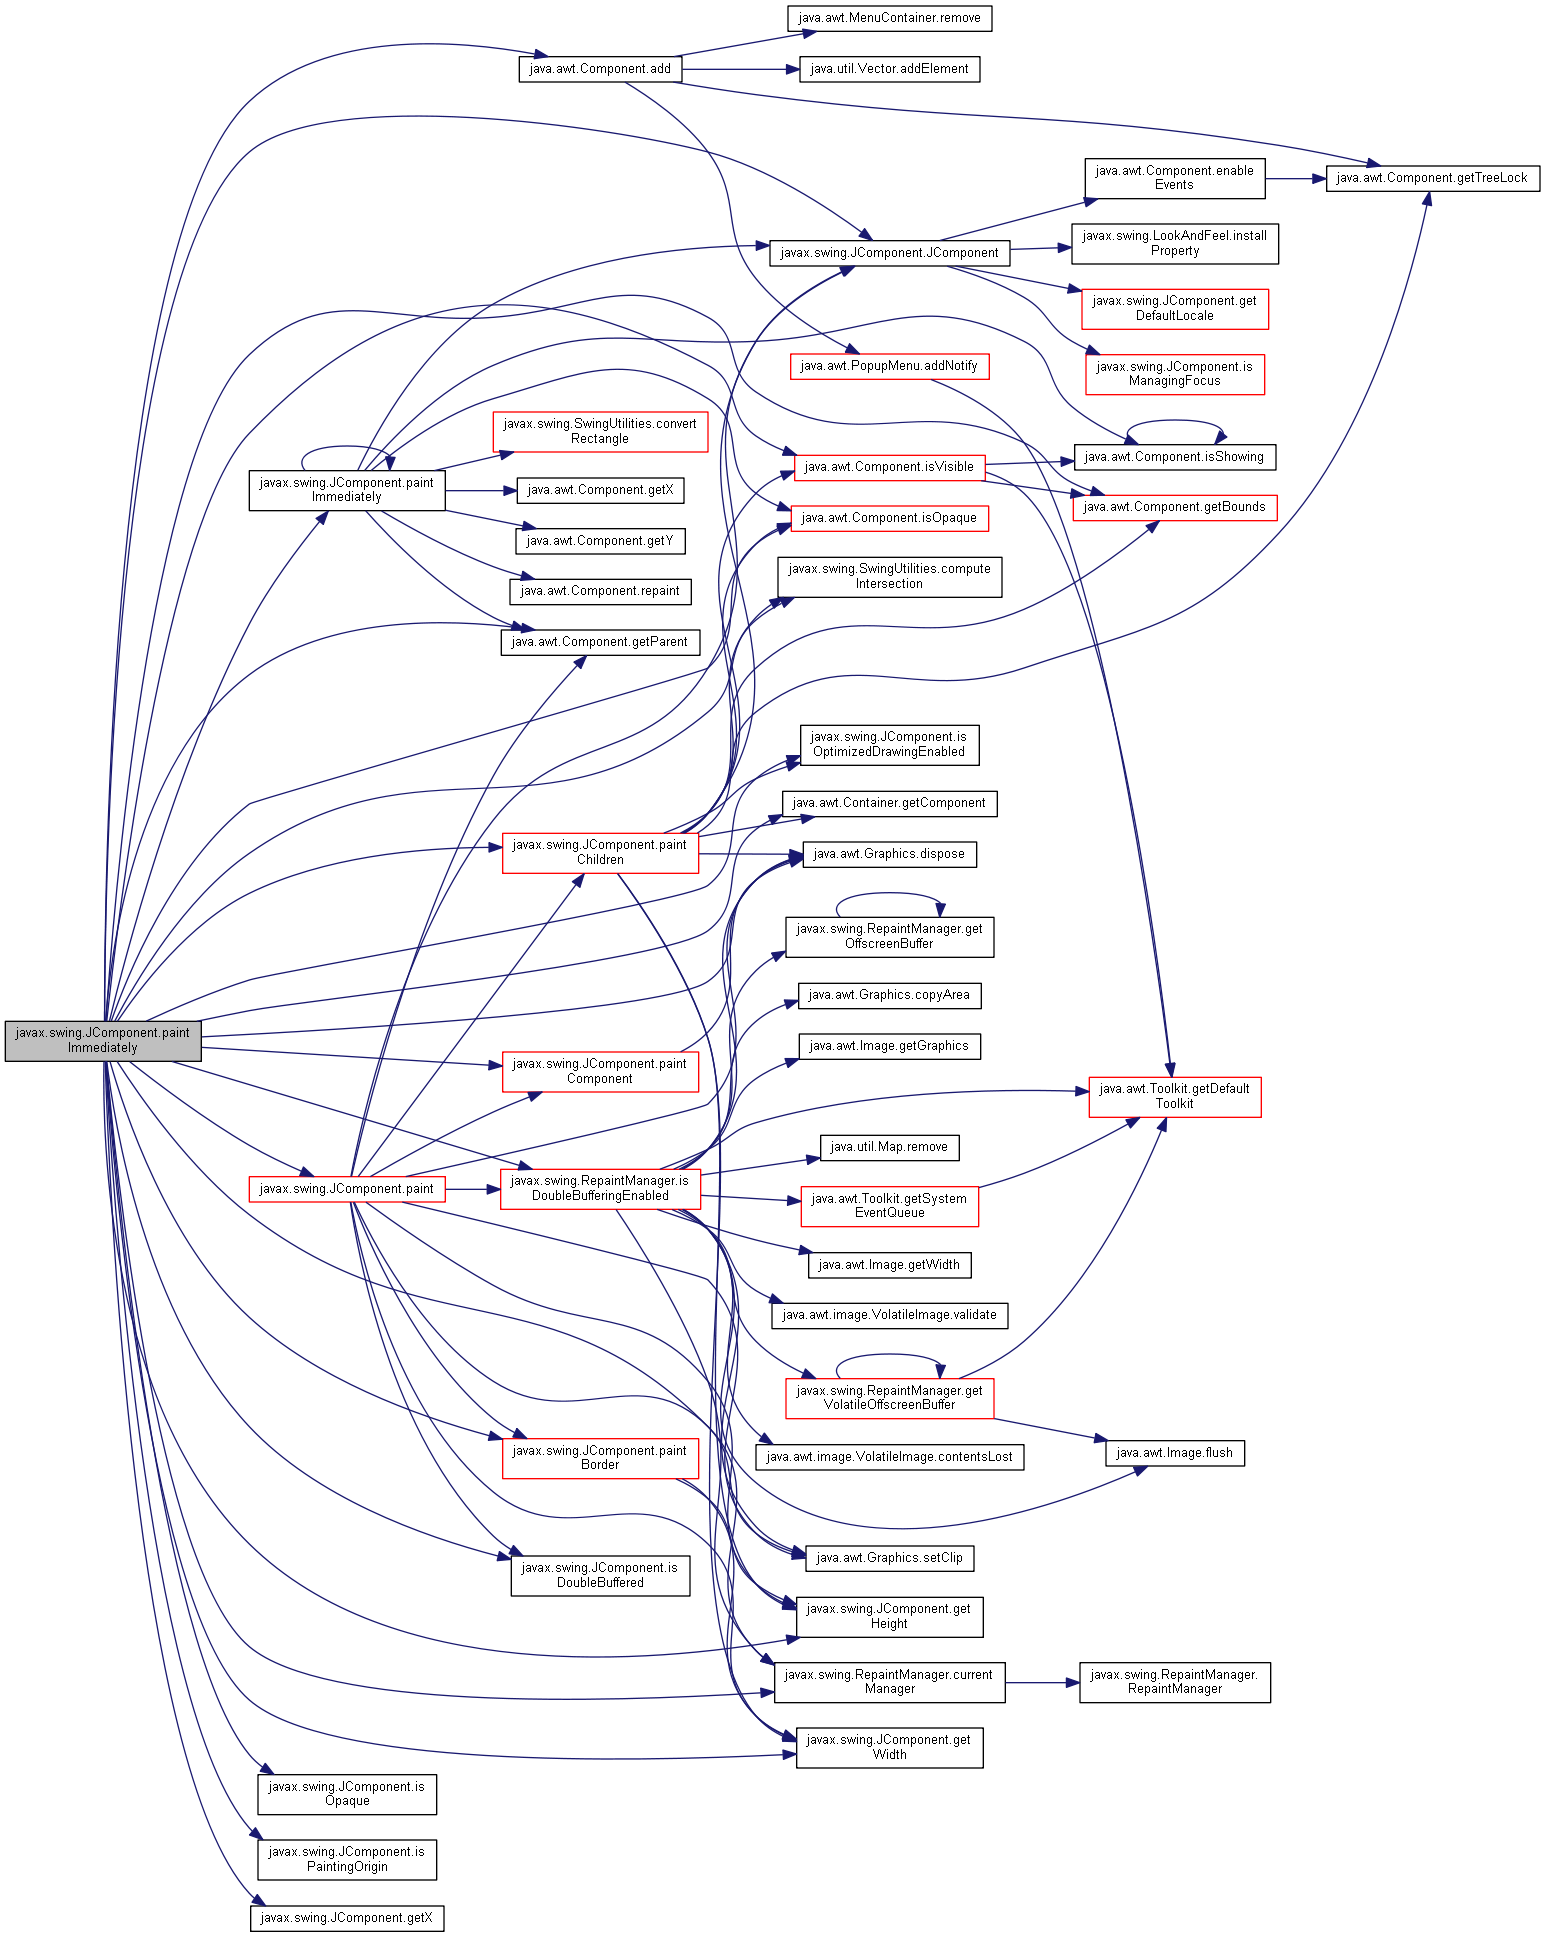 java.awt.MenuContainer.remove
java.awt.Component.add
java.util.Vector.addElement
java.awt.Component.enable
Events
java.awt.Component.getTreeLock
javax.swing.JComponent.JComponent
javax.swing.LookAndFeel.install
Property
javax.swing.JComponent.get
DefaultLocale
java.awt.PopupMenu.addNotify
javax.swing.JComponent.is
ManagingFocus
javax.swing.SwingUtilities.convert
Rectangle
java.awt.Component.isVisible
java.awt.Component.isShowing
javax.swing.JComponent.paint
Immediately
java.awt.Component.getX
java.awt.Component.getBounds
java.awt.Component.isOpaque
java.awt.Component.getY
javax.swing.SwingUtilities.compute
Intersection
java.awt.Component.repaint
java.awt.Component.getParent
javax.swing.JComponent.is
OptimizedDrawingEnabled
java.awt.Container.getComponent
javax.swing.JComponent.paint
Children
java.awt.Graphics.dispose
javax.swing.RepaintManager.get
OffscreenBuffer
java.awt.Graphics.copyArea
javax.swing.JComponent.paint
Immediately
java.awt.Image.getGraphics
javax.swing.JComponent.paint
Component
java.awt.Toolkit.getDefault
Toolkit
java.util.Map.remove
javax.swing.JComponent.paint
javax.swing.RepaintManager.is
DoubleBufferingEnabled
java.awt.Toolkit.getSystem
EventQueue
java.awt.Image.getWidth
java.awt.image.VolatileImage.validate
javax.swing.RepaintManager.get
VolatileOffscreenBuffer
javax.swing.JComponent.paint
Border
java.awt.image.VolatileImage.contentsLost
java.awt.Image.flush
java.awt.Graphics.setClip
javax.swing.JComponent.is
DoubleBuffered
javax.swing.JComponent.get
Height
javax.swing.RepaintManager.current
Manager
javax.swing.RepaintManager.
RepaintManager
javax.swing.JComponent.get
Width
javax.swing.JComponent.is
Opaque
javax.swing.JComponent.is
PaintingOrigin
javax.swing.JComponent.getX